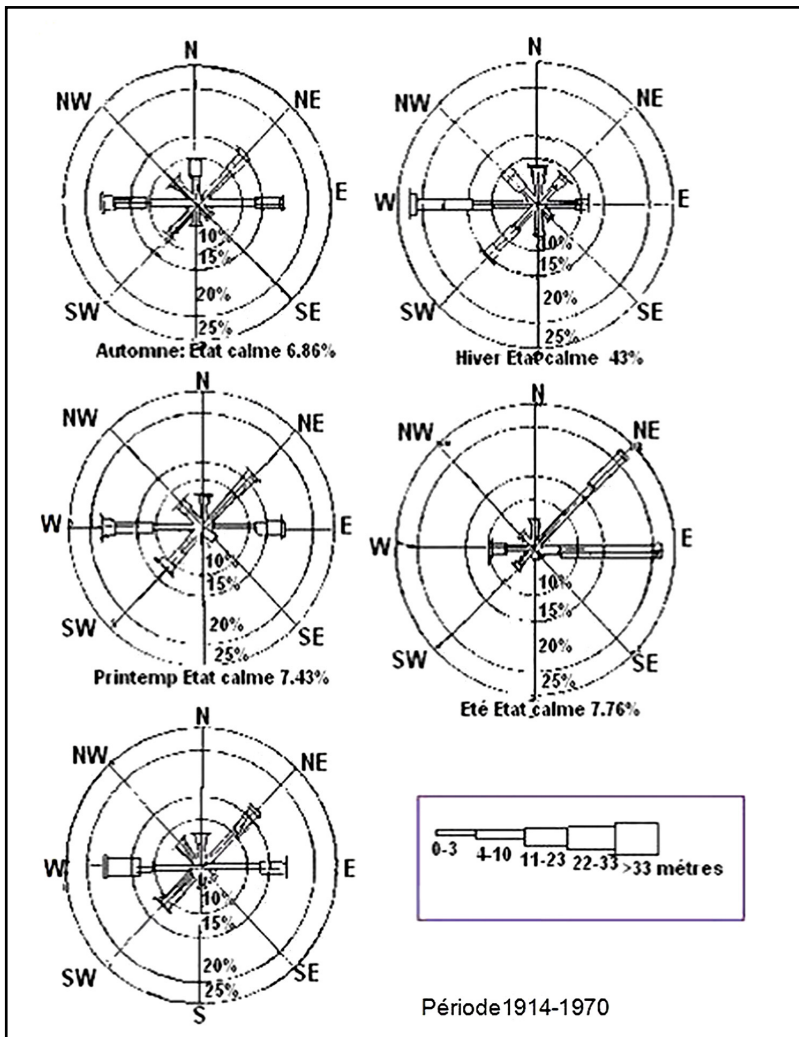 N
NW NE
W E
10%
15%
20%
SW SE
25%
Automne: Etat calme 6.86%
N
NW NE
W E
10%
15%
20%
SW SE
25%
Hiver Etat calme 43%
N
NW NE
W E
10%
15%
SW 20% SE
25%
Printemp Etat calme 7.43%
N
NW NE
W E
10%
15%
20%
SW SE
25%
Eté Etat calme 7.76%
N
NW NE
W E
10%
15%
20%
SW SE
25%
S
0-3 4-10 11-23 22-33 >33 métres
Période1914-1970